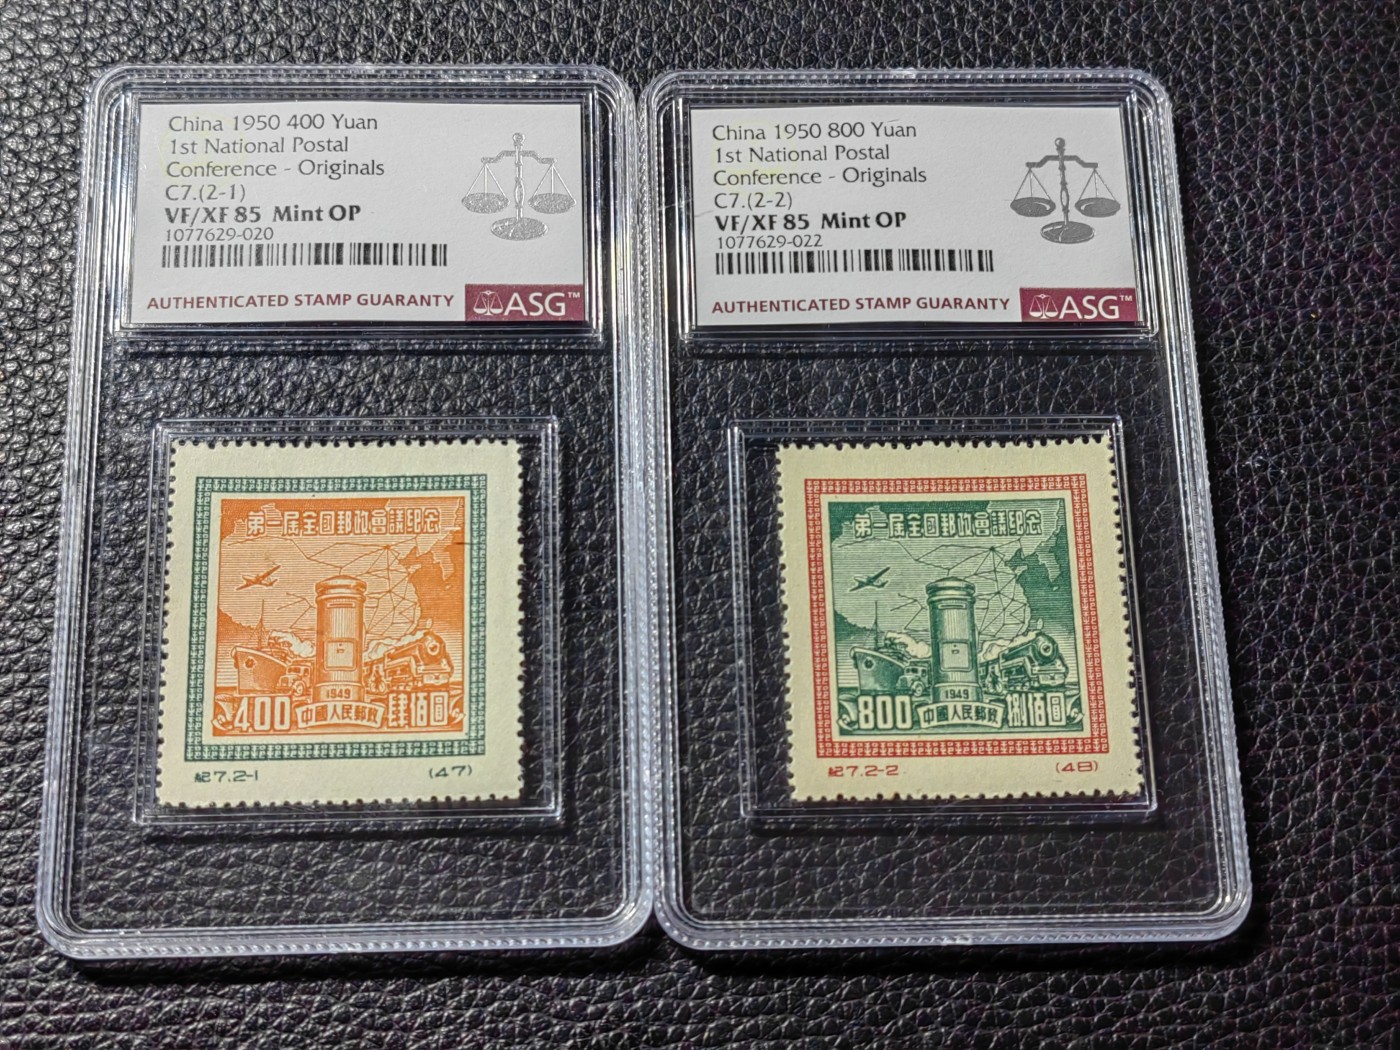 China 1950 400 Yuan
1st National Postal
Conference - Originals
C7.(2-1)
VF/XF 85 Mint OP
1077629-020
AUTHENTICATED STAMP GUARANTY
ASG™
第一届全國郵政會議紀念
1949
400
中國人民郵政
肆佰圓
紀7.2-1
(47)
China 1950 800 Yuan
1st National Postal
Conference - Originals
C7.(2-2)
VF/XF 85 Mint OP
1077629-022
AUTHENTICATED STAMP GUARANTY
ASG™
第一届全國郵政會議紀念
1949
800
中國人民郵政
捌佰圓
紀7.2-2
(48)